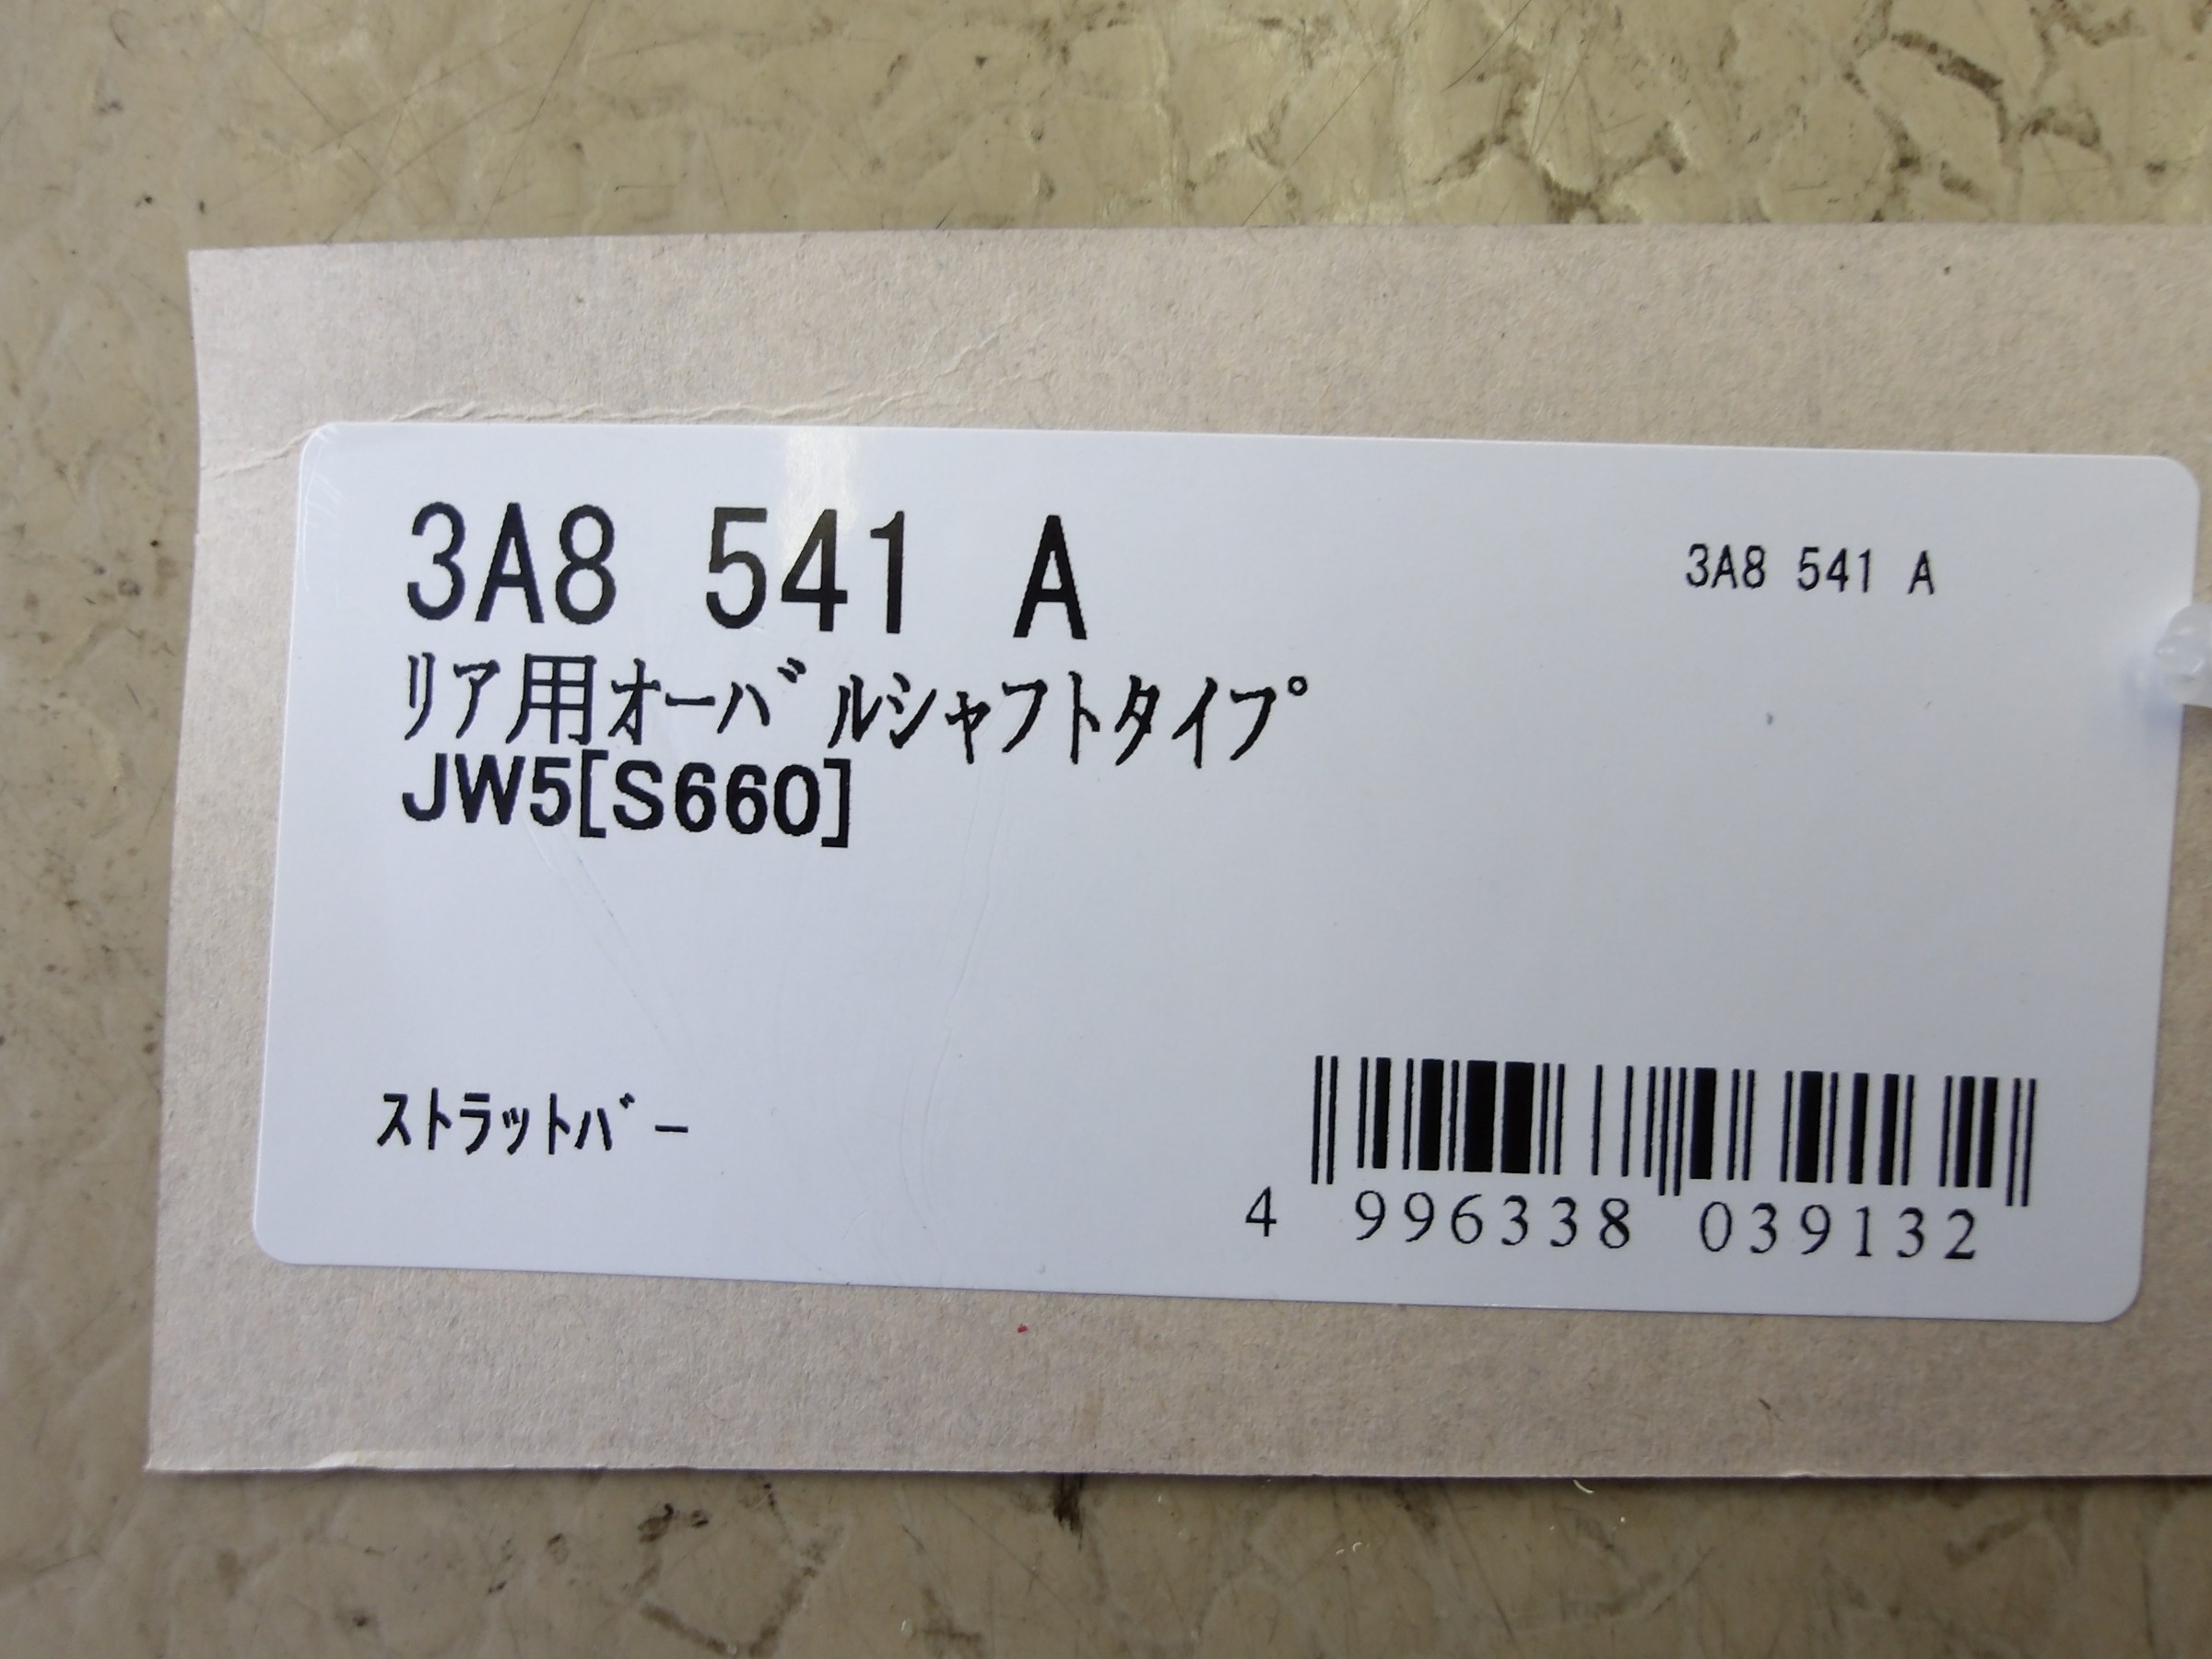 3A8 541 A
3A8 541 A
ﾘｱ用ｵｰﾊﾞﾙｼｬﾌﾄﾀｲﾌﾟ
JW5[S660]
ｽﾄﾗｯﾄﾊﾞｰ
4 996338 039132